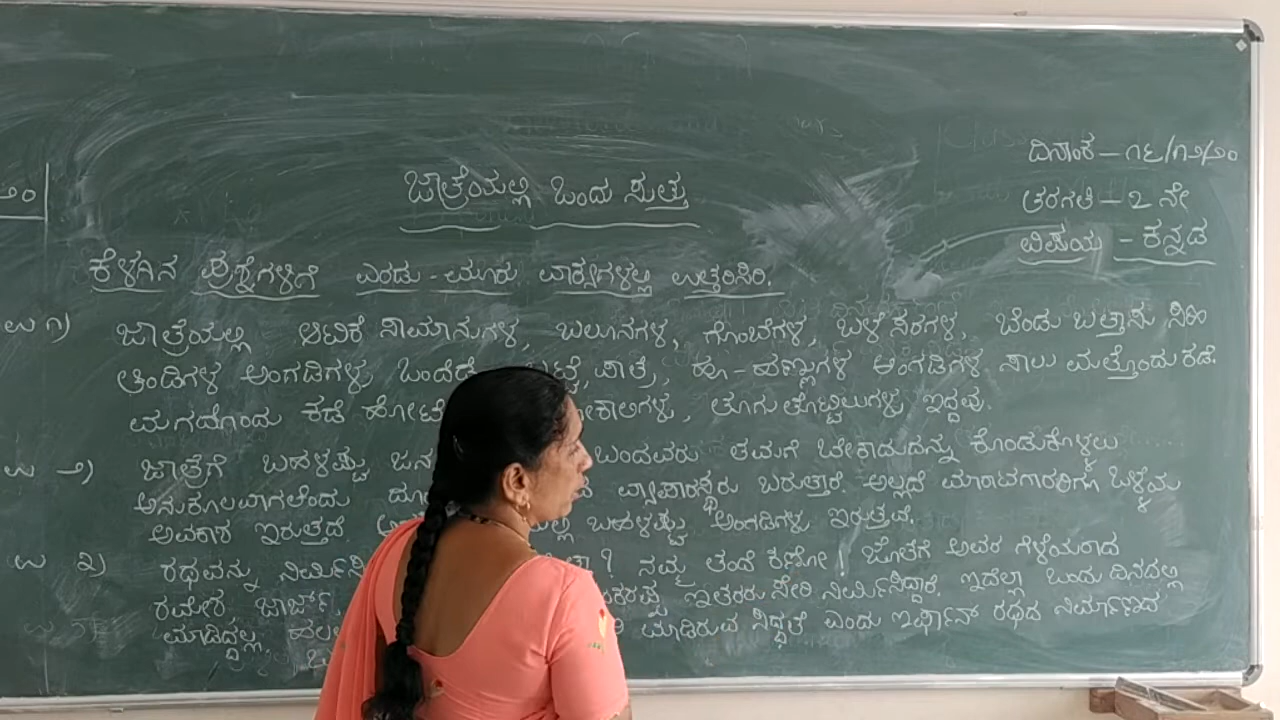 ೨೦
ದಿನಾಂಕ – ೧೬/೧೨/೨೦
ತರಗತಿ – ೨ ನೇ
ವಿಷಯ – ಕನ್ನಡ
ಜಾತ್ರೆಯಲ್ಲಿ ಒಂದು ಸುತ್ತು
ಕೆಳಗಿನ ಪ್ರಶ್ನೆಗಳಿಗೆ ಎರಡು - ಮೂರು ವಾಕ್ಯಗಳಲ್ಲಿ ಉತ್ತರಿಸಿರಿ.
ಉ ೧) ಜಾತ್ರೆಯಲ್ಲಿ ಆಟಿಕೆ ಸಾಮಾನುಗಳ, ಬಲೂನಗಳ, ಗೊಂಬೆಗಳ, ಬಳೆ ಸರಗಳ, ಬೆಂಡು ಬತ್ತಾಸು ಸಿಹಿ
ತಿಂಡಿಗಳ ಅಂಗಡಿಗಳು ಒಂದೆಡೆ ಬಟ್ಟೆ, ಪಾತ್ರೆ, ಹೂ - ಹಣ್ಣುಗಳ ಅಂಗಡಿಗಳ ಸಾಲು ಮತ್ತೊಂದು ಕಡೆ.
ಮಗದೊಂದು ಕಡೆ ತೂಗುತೊಟ್ಟಿಲುಗಳು ಇದ್ದವು.
ಉ ೨) ಜಾತ್ರೆಗೆ ಬಹಳಷ್ಟು ಜನ ಬಂದವರು ತಮಗೆ ಬೇಕಾದುದನ್ನು ಕೊಂಡುಕೊಳ್ಳಲು
ಅನುಕೂಲವಾಗಲೆಂದು ವ್ಯಾಪಾರಸ್ಥರು ಬರುತ್ತಾರೆ. ಅಲ್ಲದೆ ಮಾರಾಟಗಾರರಿಗೂ ಒಳ್ಳೆಯ
ಅವಕಾಶ ಇರುತ್ತದೆ ಬಹಳಷ್ಟು ಅಂಗಡಿಗಳು ಇರುತ್ತವೆ.
ಉ ೩) ರಥವನ್ನು ? ನಮ್ಮ ತಂದೆ ಕಣೋ! ಜೊತೆಗೆ ಅವರ ಗೆಳೆಯರಾದ
ರಮೇಶ ಜಾರ್ಜ್, ಇತರರು ಸೇರಿ ನಿರ್ಮಿಸಿದ್ದಾರೆ. ಇದೆಲ್ಲಾ ಒಂದು ದಿನದಲ್ಲಿ
ಮಾಡಿದ್ದಲ್ಲ, ಮಾಡಿರುವ ಸಿದ್ಧತೆ ಎಂದು ಇರ್ಫಾನ್ ರಥದ ನಿರ್ಮಾಣದ